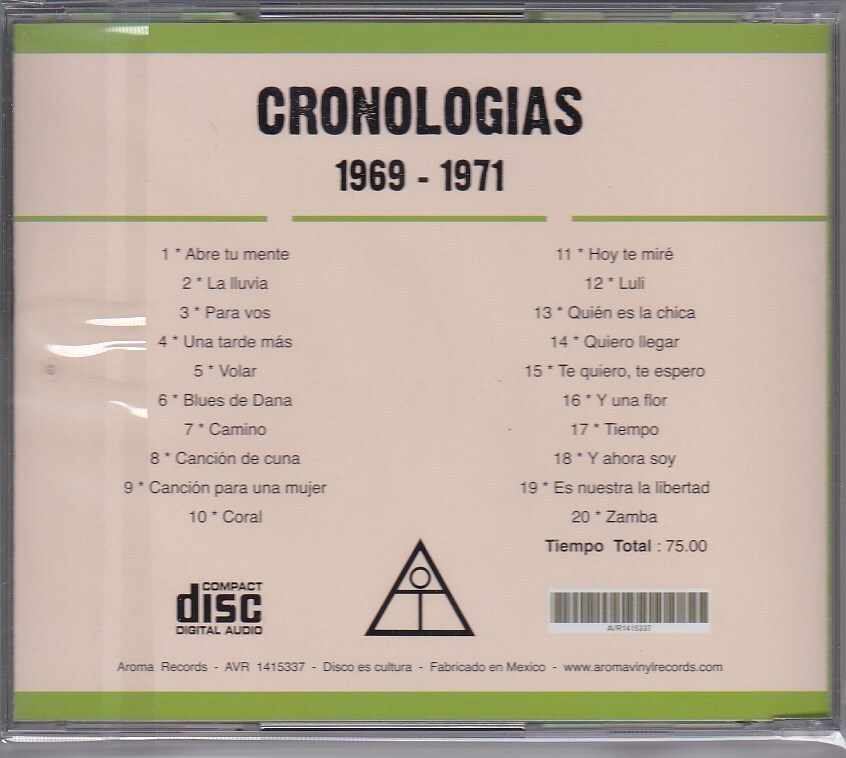 CRONOLOGIAS
1969 - 1971
1 * Abre tu mente
2 * La lluvia
3 * Para vos
4 * Una tarde más
5 * Volar
6 * Blues de Dana
7 * Camino
8 * Canción de cuna
9 * Canción para una mujer
10 * Coral
11 * Hoy te miré
12 * Luli
13 * Quién es la chica
14 * Quiero llegar
15 * Te quiero, te espero
16 * Y una flor
17 * Tiempo
18 * Y ahora soy
19 * Es nuestra la libertad
20 * Zamba
Tiempo Total : 75.00
COMPACT
disc
DIGITAL AUDIO
AVR1415337
Aroma Records - AVR 1415337 - Disco es cultura - Fabricado en Mexico - www.aromavinylrecords.com